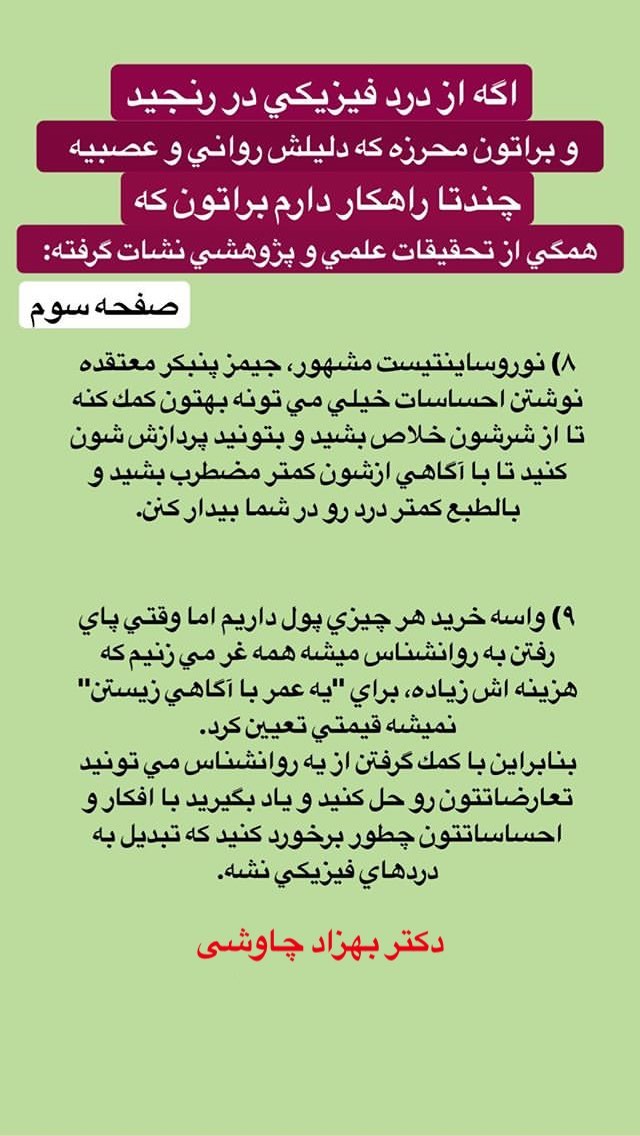 اگه از درد فيزيكي در رنجيد
و براتون محرزه كه دليلش رواني و عصبيه
چندتا راهكار دارم براتون كه
همگي از تحقيقات علمي و پژوهشي نشات گرفته:
صفحه سوم
٨) نوروساينتيست مشهور، جيمز پنبكر معتقده
نوشتن احساسات خيلي مي تونه بهتون كمك كنه
تا از شرشون خلاص بشيد و بتونيد پردازش شون
كنيد تا با آگاهي ازشون كمتر مضطرب بشيد و
بالطبع كمتر درد رو در شما بيدار كنن.
٩) واسه خريد هر چيزي پول داريم اما وقتي پاي
رفتن به روانشناس ميشه همه غر مي زنيم كه
هزينه اش زياده، براي "يه عمر با آگاهي زيستن"
نميشه قيمتي تعيين كرد.
بنابراين با كمك گرفتن از يه روانشناس مي تونيد
تعارضاتتون رو حل كنيد و ياد بگيريد با افكار و
احساساتتون چطور برخورد كنيد كه تبديل به
دردهاي فيزيكي نشه.
دکتر بهزاد چاوشی